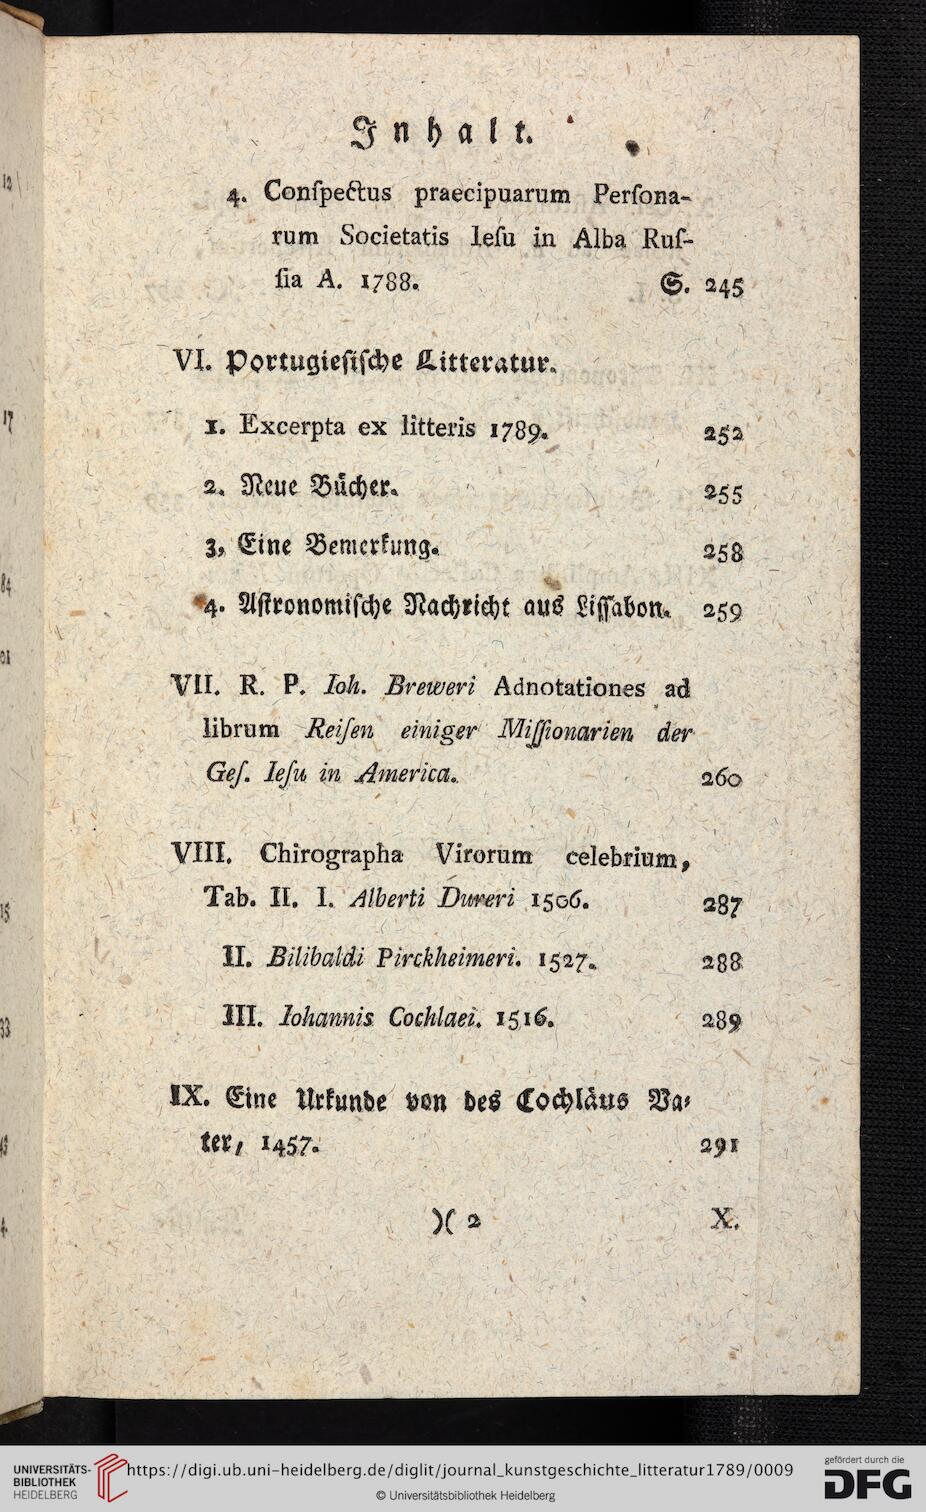 Inhalt.
4. Conſpectus praecipuarum Perſona-
rum Societatis Ieſu in Alba Ruſ-
ſia A. 1788. S. 245
VI. Portugieſiſche Litteratur.
1. Excerpta ex litteris 1789. 252
2. Neue Bücher. 255
3, Eine Bemerkung. 258
4. Aſtronomiſche Nachricht aus Liſſabon. 259
VII. R. P. Ioh. Breweri Adnotationes ad
librum Reiſen einiger Miſſionarien der
Geſ. Ieſu in America. 260
VIII. Chirographa Virorum celebrium,
Tab. II. I. Alberti Dureri 1506. 287
II. Bilibaldi Pirckheimeri. 1527. 288
III. Iohannis Cochlaei. 1516. 289
IX. Eine Urkunde von des Cochläus Va-
ter, 1457. 291
)( 2 X.
UNIVERSITÄTS-
BIBLIOTHEK
HEIDELBERG
https://digi.ub.uni-heidelberg.de/diglit/journal_kunstgeschichte_litteratur1789/0009
© Universitätsbibliothek Heidelberg
gefördert durch die
DFG